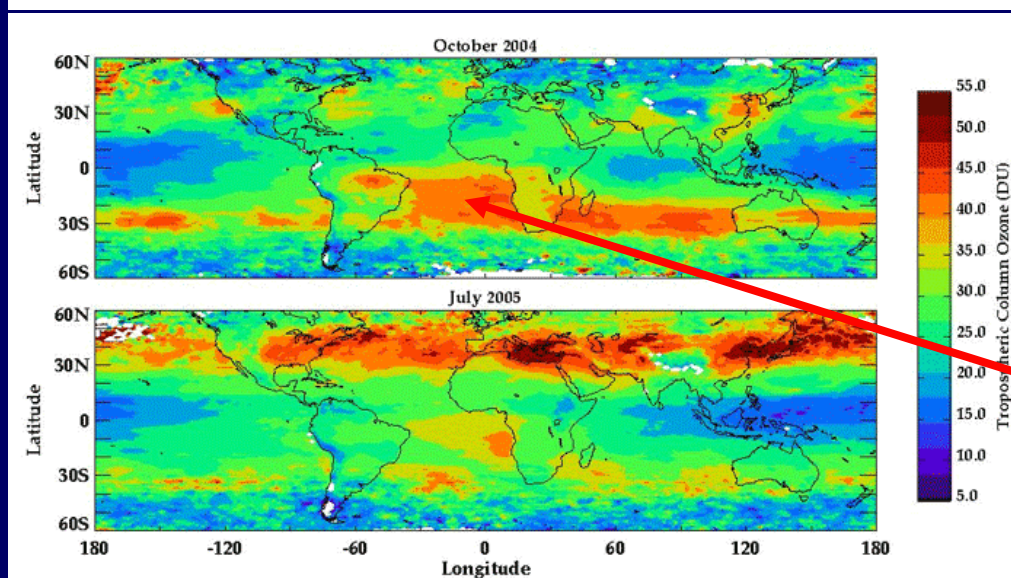 October 2004
60N
30N
0
30S
60S
Latitude
July 2005
60N
30N
0
30S
60S
Latitude
180
-120
-60
0
60
120
180
Longitude
55.0
50.0
45.0
40.0
35.0
30.0
25.0
20.0
15.0
10.0
5.0
Tropospheric Column Ozone (DU)